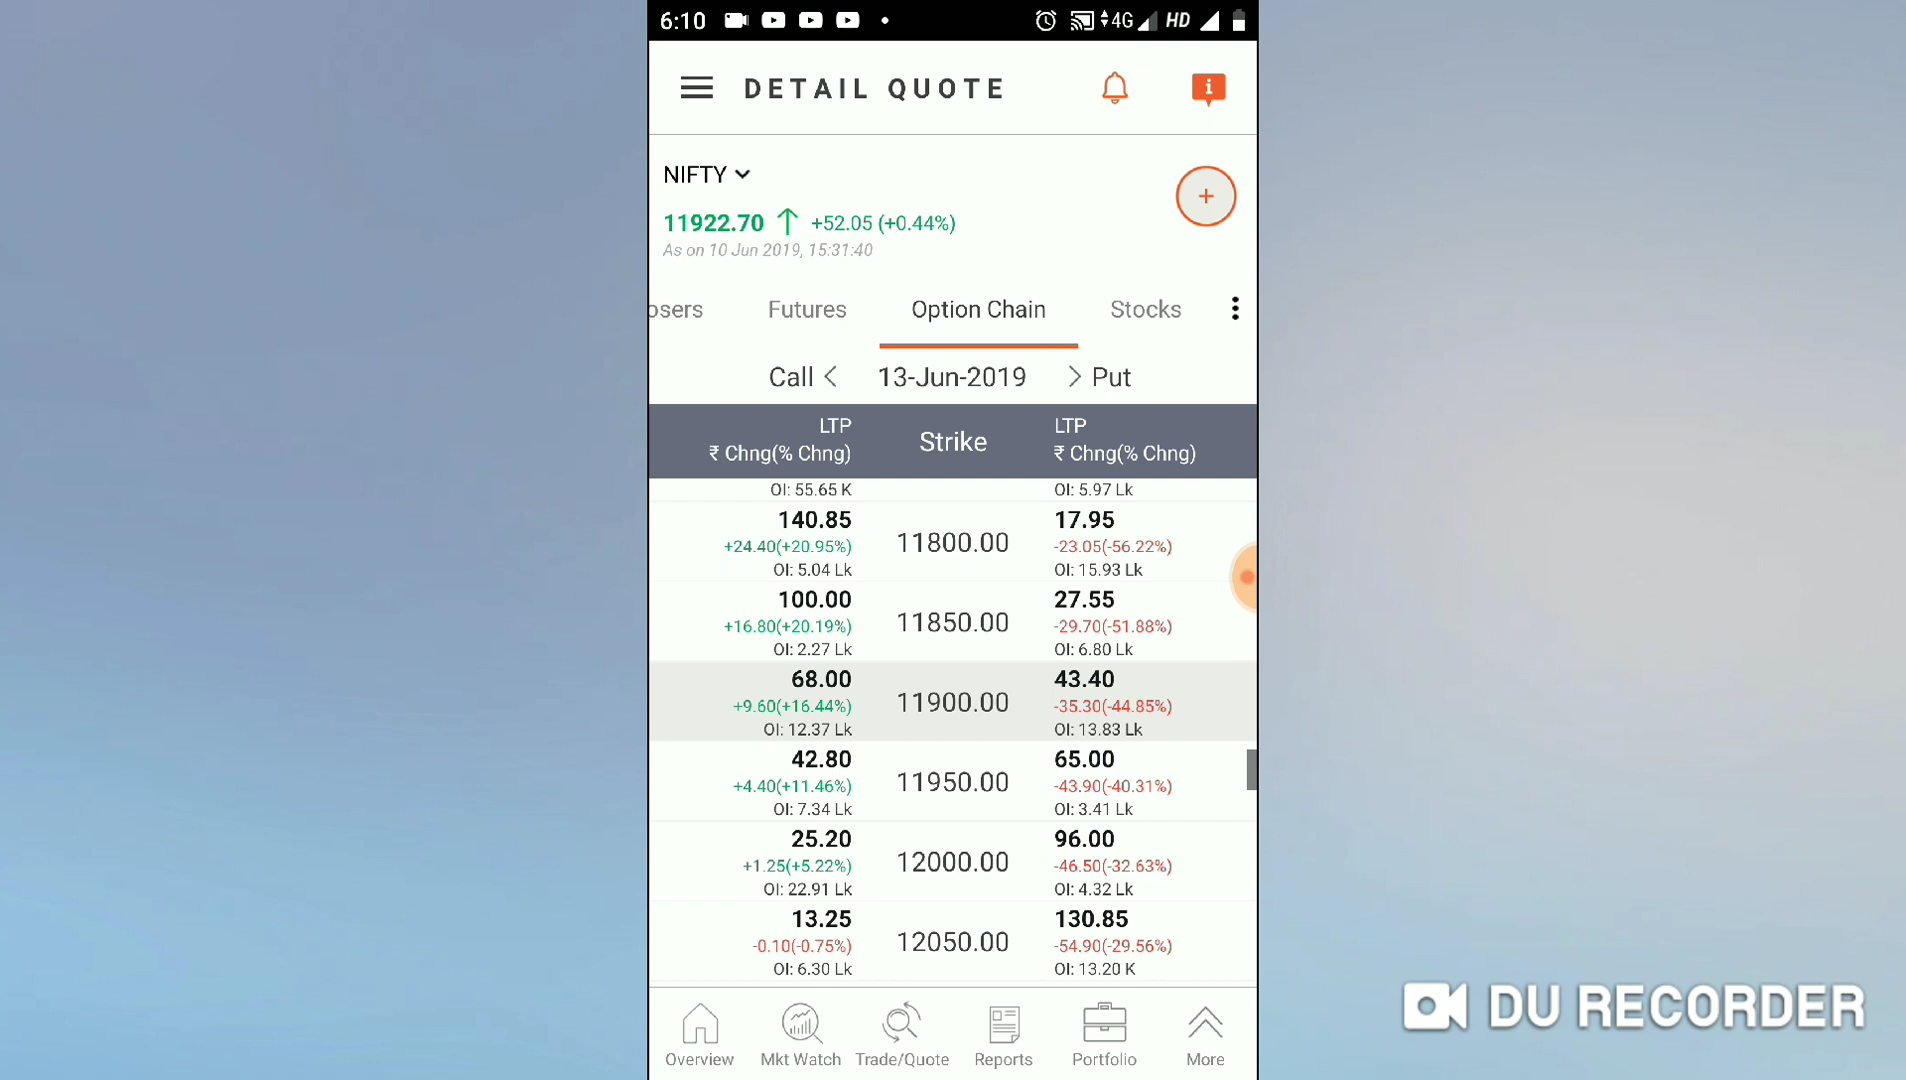 6:10 4G HD
DETAIL QUOTE
NIFTY
11922.70 +52.05 (+0.44%)
As on 10 Jun 2019, 15:31:40
osers Futures Option Chain Stocks
Call 13-Jun-2019 Put
LTP Strike LTP
₹ Chng(% Chng) ₹ Chng(% Chng)
OI: 55.65 K OI: 5.97 Lk
140.85 11800.00 17.95
+24.40(+20.95%) -23.05(-56.22%)
OI: 5.04 Lk OI: 15.93 Lk
100.00 11850.00 27.55
+16.80(+20.19%) -29.70(-51.88%)
OI: 2.27 Lk OI: 6.80 Lk
68.00 11900.00 43.40
+9.60(+16.44%) -35.30(-44.85%)
OI: 12.37 Lk OI: 13.83 Lk
42.80 11950.00 65.00
+4.40(+11.46%) -43.90(-40.31%)
OI: 7.34 Lk OI: 3.41 Lk
25.20 12000.00 96.00
+1.25(+5.22%) -46.50(-32.63%)
OI: 22.91 Lk OI: 4.32 Lk
13.25 12050.00 130.85
-0.10(-0.75%) -54.90(-29.56%)
OI: 6.30 Lk OI: 13.20 K
Overview Mkt Watch Trade/Quote Reports Portfolio More
DU RECORDER